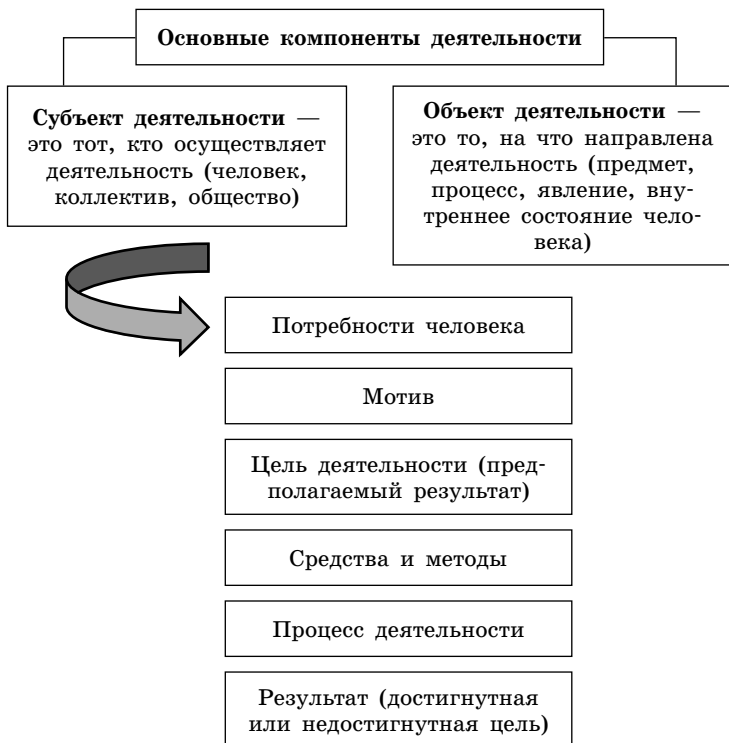 Основные компоненты деятельности
Субъект деятельности —
это тот, кто осуществляет
деятельность (человек,
коллектив, общество)
Объект деятельности —
это то, на что направлена
деятельность (предмет,
процесс, явление, вну-
треннее состояние чело-
века)
Потребности человека
Мотив
Цель деятельности (пред-
полагаемый результат)
Средства и методы
Процесс деятельности
Результат (достигнутная
или недостигнутная цель)